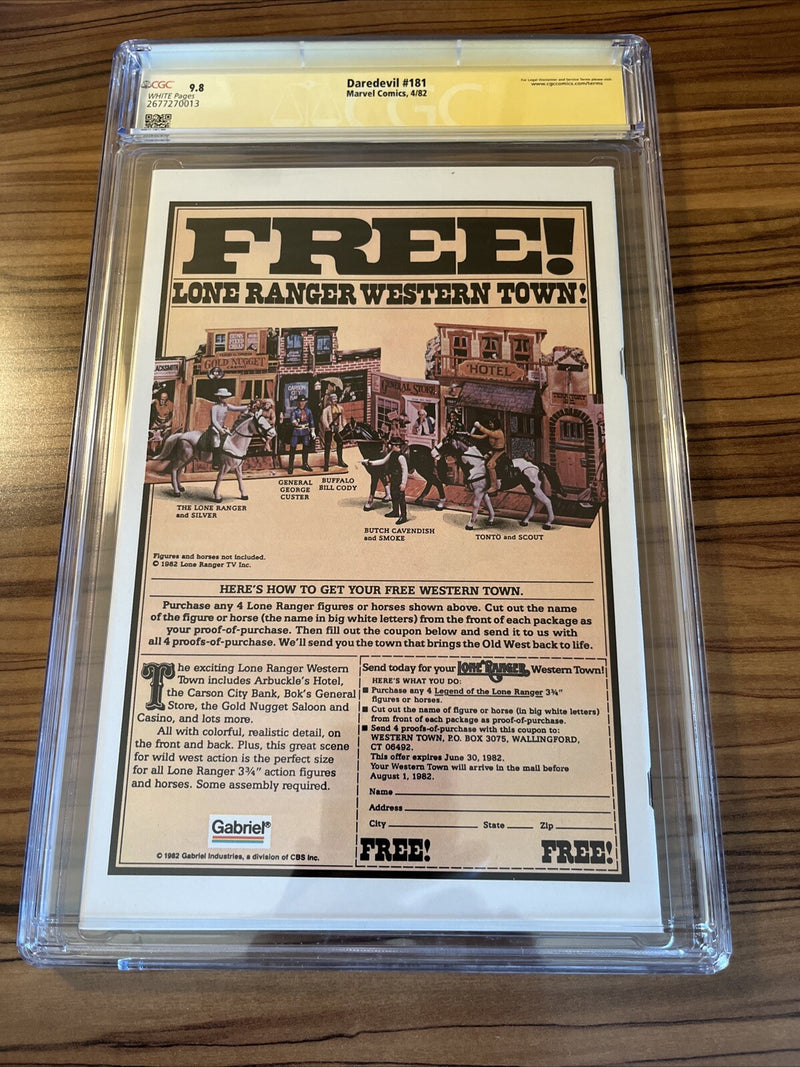 CGC 9.8
WHITE Pages
2677270013
Daredevil #181
Marvel Comics, 4/82
For Legal Disclaimer and Service Terms please visit
www.cgccomics.com/terms
FREE!
LONE RANGER WESTERN TOWN!
GOLD NUGGET
GENERAL STORE
HOTEL
THE LONE RANGER
and SILVER
GENERAL
GEORGE
CUSTER
BUFFALO
BILL CODY
BUTCH CAVENDISH
and SMOKE
TONTO and SCOUT
Figures and horses not included.
© 1982 Lone Ranger TV Inc.
HERE'S HOW TO GET YOUR FREE WESTERN TOWN.
Purchase any 4 Lone Ranger figures or horses shown above. Cut out the name
of the figure or horse (the name in big white letters) from the front of each package as
your proof-of-purchase. Then fill out the coupon below and send it to us with
all 4 proofs-of-purchase. We'll send you the town that brings the Old West back to life.
The exciting Lone Ranger Western
Town includes Arbuckle's Hotel,
the Carson City Bank, Bok's General
Store, the Gold Nugget Saloon and
Casino, and lots more.
All with colorful, realistic detail, on
the front and back. Plus, this great scene
for wild west action is the perfect size
for all Lone Ranger 3¾" action figures
and horses. Some assembly required.
Gabriel®
© 1982 Gabriel Industries, a division of CBS Inc.
Send today for your LONE RANGER Western Town!
HERE'S WHAT YOU DO:
■ Purchase any 4 Legend of the Lone Ranger 3¾"
figures or horses.
■ Cut out the name of figure or horse (in big white letters)
from front of each package as proof-of-purchase.
■ Send 4 proofs-of-purchase with this coupon to:
WESTERN TOWN, P.O. BOX 3075, WALLINGFORD,
CT 06492.
This offer expires June 30, 1982.
Your Western Town will arrive in the mail before
August 1, 1982.
Name
Address
City State Zip
FREE! FREE!